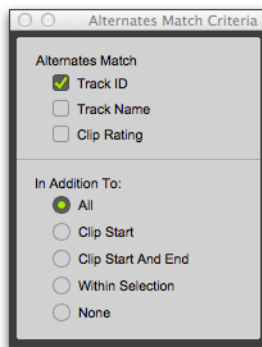 Alternates Match Criteria
Alternates Match
Track ID
Track Name
Clip Rating
In Addition To:
All
Clip Start
Clip Start And End
Within Selection
None